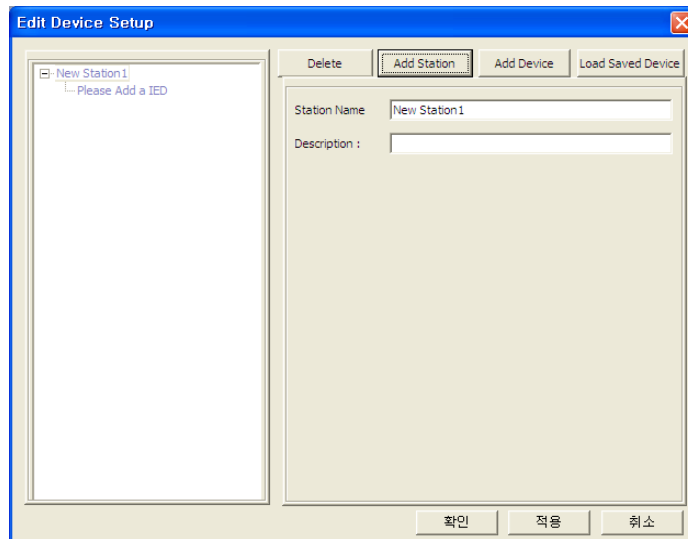 Edit Device Setup
New Station1
Please Add a IED
Delete
Add Station
Add Device
Load Saved Device
Station Name
New Station1
Description :
확인
적용
취소